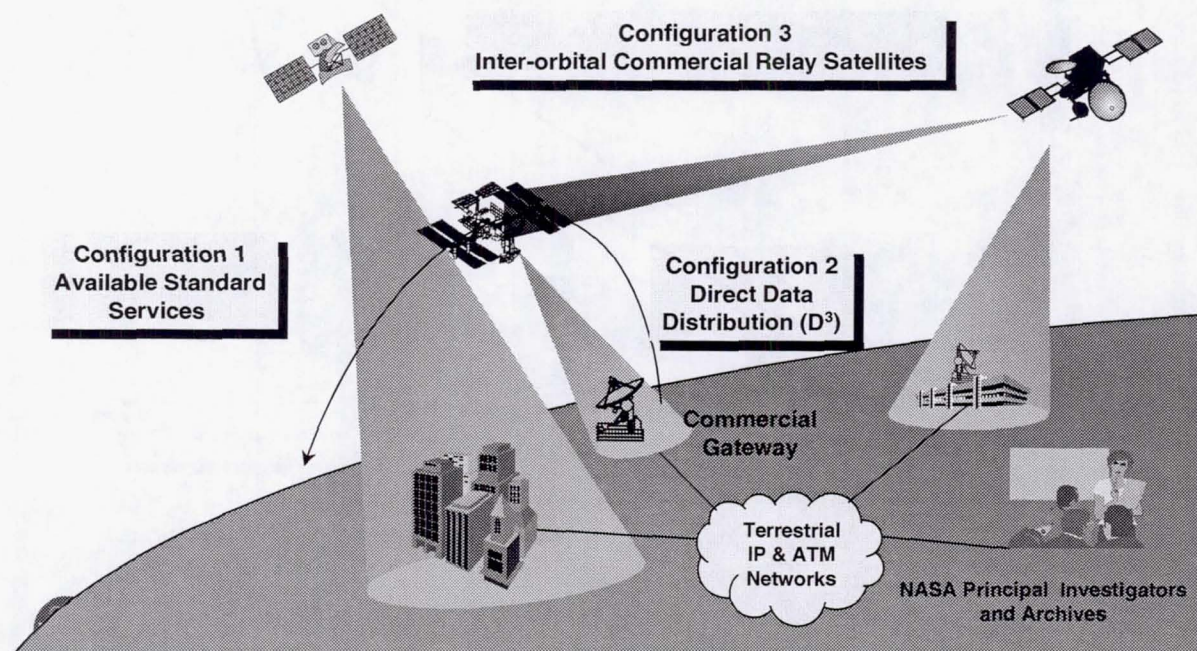 Configuration 3
Inter-orbital Commercial Relay Satellites
Configuration 1
Available Standard
Services
Configuration 2
Direct Data
Distribution (D³)
Commercial
Gateway
Terrestrial
IP & ATM
Networks
NASA Principal Investigators
and Archives